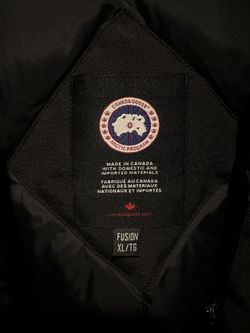 CANADA GOOSE
ARCTIC PROGRAM
MADE IN CANADA
WITH DOMESTIC AND
IMPORTED MATERIALS
FABRIQUÉ AU CANADA
AVEC DES MATERIAUX
NATIONAUX ET IMPORTÉS
canadagoose.com
FUSION
XL/TG